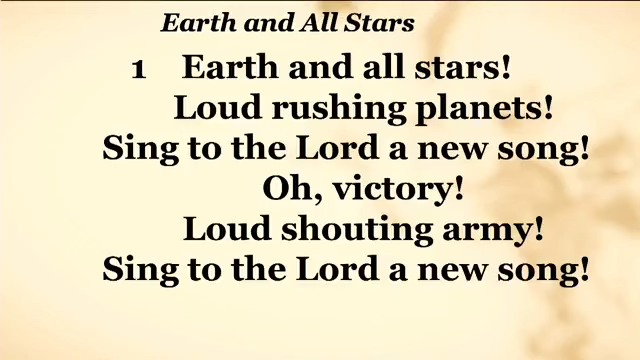 Earth and All Stars
1 Earth and all stars!
Loud rushing planets!
Sing to the Lord a new song!
Oh, victory!
Loud shouting army!
Sing to the Lord a new song!